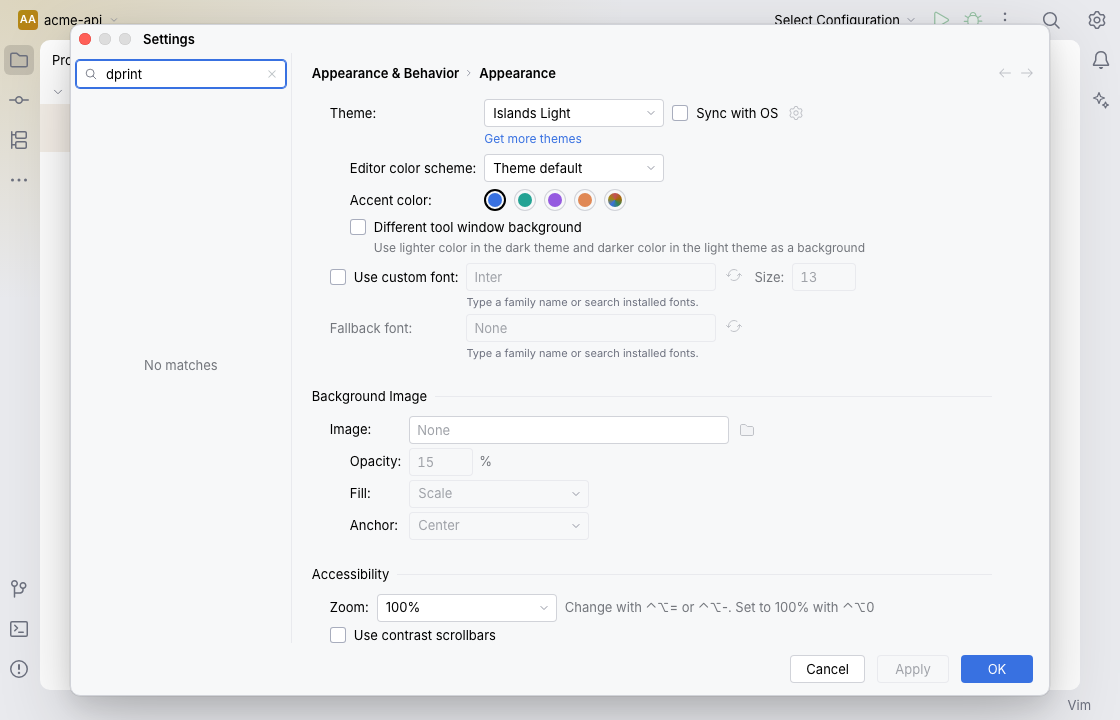 AA acme-api
Select Configuration
Settings
Pro
dprint
No matches
Appearance & Behavior › Appearance
Theme: Islands Light Sync with OS
Get more themes
Editor color scheme: Theme default
Accent color:
Different tool window background
Use lighter color in the dark theme and darker color in the light theme as a background
Use custom font: Inter Size: 13
Type a family name or search installed fonts.
Fallback font: None
Type a family name or search installed fonts.
Background Image
Image: None
Opacity: 15 %
Fill: Scale
Anchor: Center
Accessibility
Zoom: 100% Change with ⌃⌥= or ⌃⌥-. Set to 100% with ⌃⌥0
Use contrast scrollbars
Cancel Apply OK
Vim